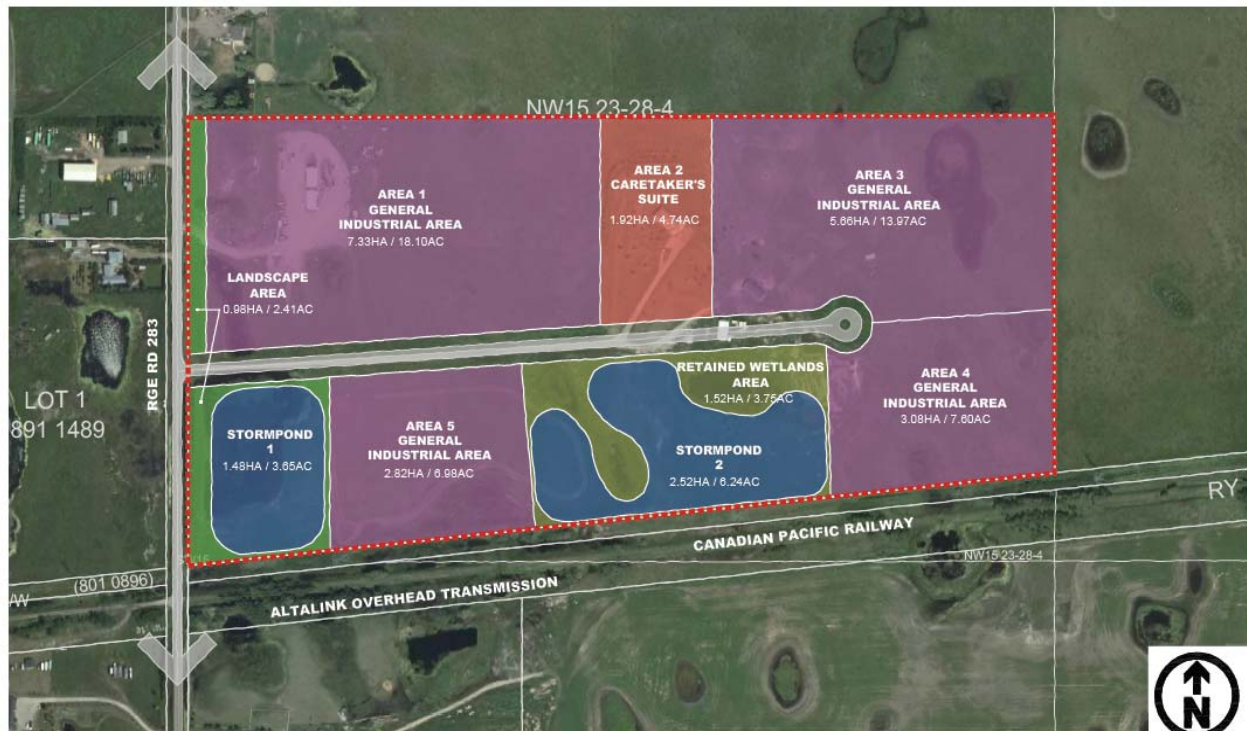 NW15 23-28-4
AREA 1
GENERAL
INDUSTRIAL AREA
7.33HA / 18.10AC
AREA 2
CARETAKER'S
SUITE
1.92HA / 4.74AC
AREA 3
GENERAL
INDUSTRIAL AREA
5.66HA / 13.97AC
LANDSCAPE
AREA
0.98HA / 2.41AC
RGE RD 283
LOT 1
891 1489
STORMPOND
1
1.48HA / 3.65AC
AREA 5
GENERAL
INDUSTRIAL AREA
2.82HA / 6.98AC
RETAINED WETLANDS
AREA
1.52HA / 3.75AC
STORMPOND
2
2.52HA / 6.24AC
AREA 4
GENERAL
INDUSTRIAL AREA
3.08HA / 7.60AC
RY
CANADIAN PACIFIC RAILWAY
NW15 23-28-4
(801 0896)
ALTALINK OVERHEAD TRANSMISSION
N